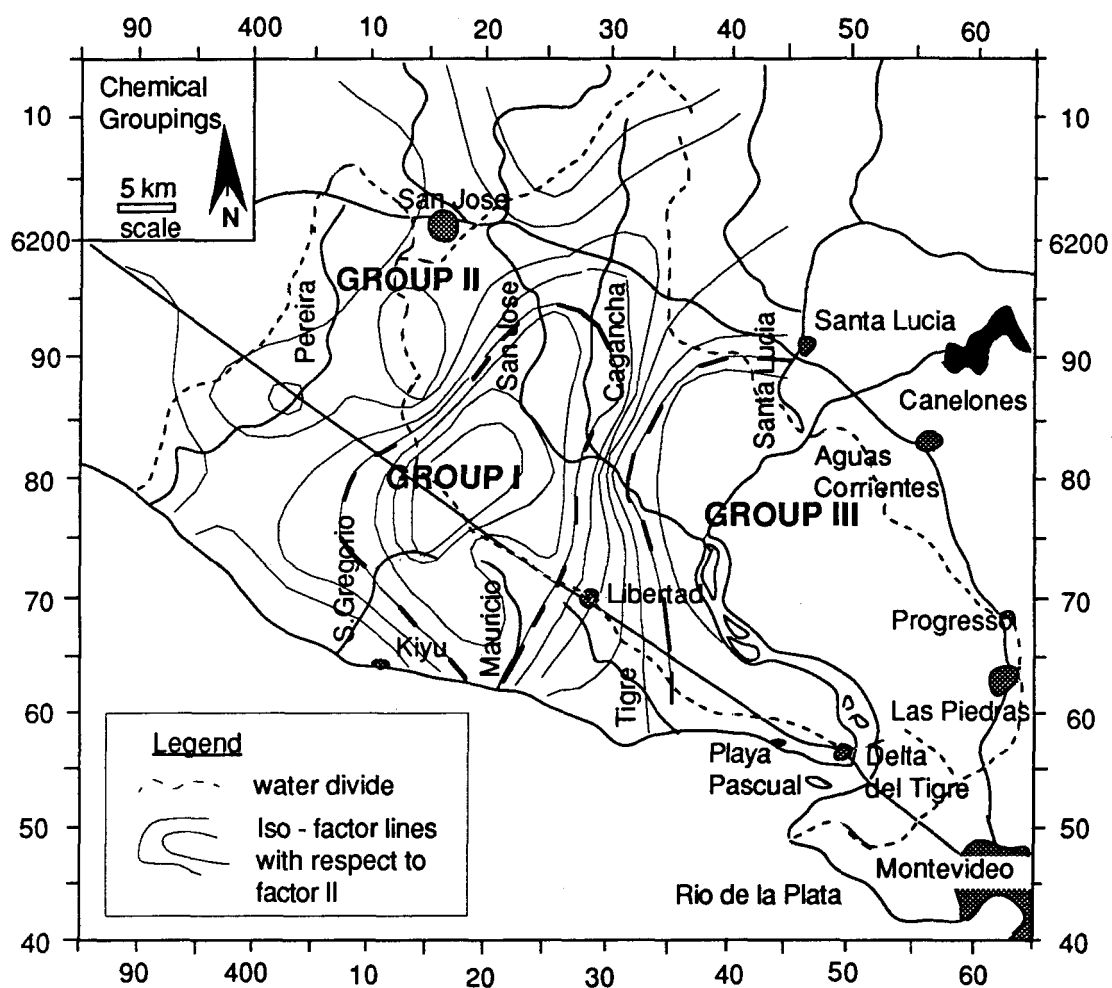 90 400 10 20 30 40 50 60
Chemical
Groupings
10
10
5 km
scale
N
San Jose
6200
6200
GROUP II
Pereira
San Jose
Cagancha
Santa Lucia
Santa Lucia
90
90
Canelones
GROUP I
Aguas
Corrientes
80
80
GROUP III
S. Gregorio
Mauricio
Libertad
70
70
Progresso
Kiyu
Tigre
60
60
Las Piedras
Legend
water divide
Playa
Pascual
Delta
del Tigre
Iso - factor lines
with respect to
factor II
50
50
Montevideo
Rio de la Plata
40
40
90 400 10 20 30 40 50 60